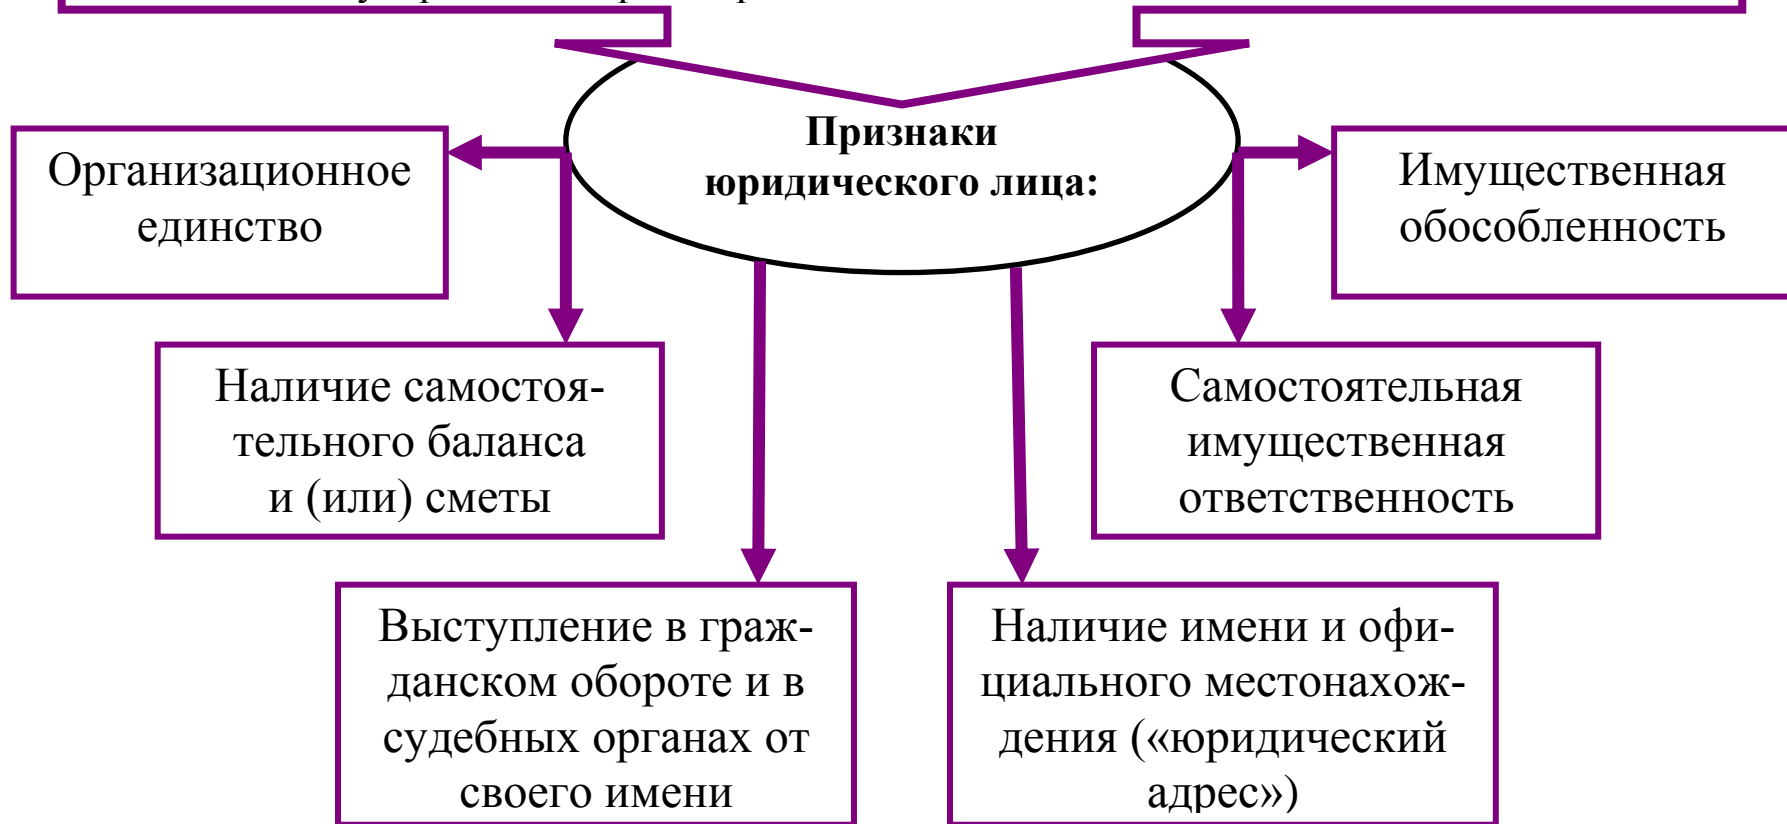 Признаки
юридического лица:
Организационное
единство
Имущественная
обособленность
Наличие самостоя-
тельного баланса
и (или) сметы
Самостоятельная
имущественная
ответственность
Выступление в граж-
данском обороте и в
судебных органах от
своего имени
Наличие имени и офи-
циального местонахож-
дения («юридический
адрес»)